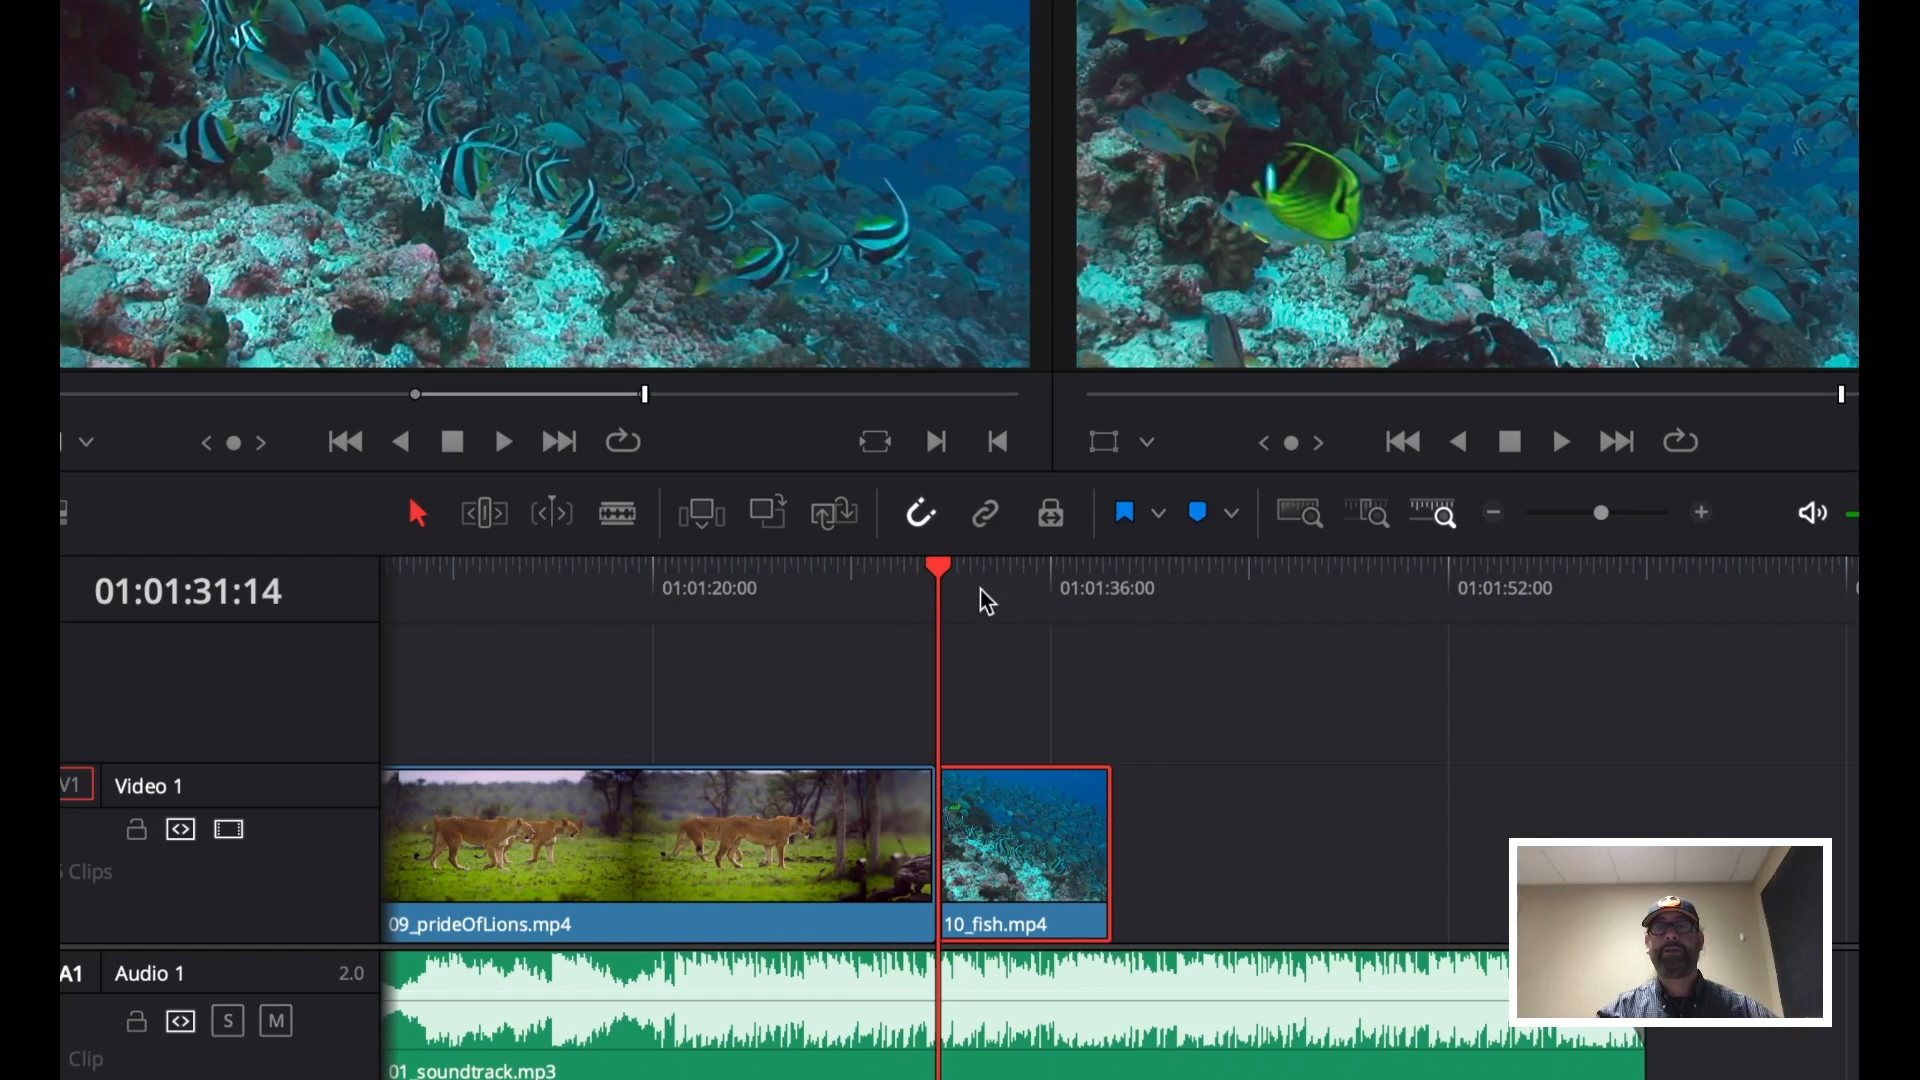 01:01:31:14
01:01:20:00
01:01:36:00
01:01:52:00
V1
Video 1
Clips
09_prideOfLions.mp4
10_fish.mp4
A1
Audio 1
2.0
S
M
Clip
01_soundtrack.mp3